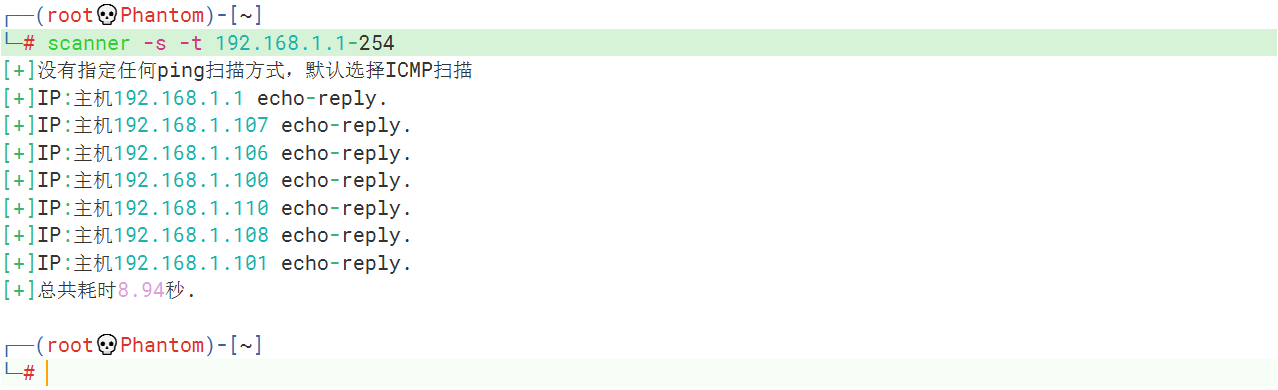 ┌──(root💀Phantom)-[~]
└─# scanner -s -t 192.168.1.1-254
[+]没有指定任何ping扫描方式，默认选择ICMP扫描
[+]IP:主机192.168.1.1 echo-reply.
[+]IP:主机192.168.1.107 echo-reply.
[+]IP:主机192.168.1.106 echo-reply.
[+]IP:主机192.168.1.100 echo-reply.
[+]IP:主机192.168.1.110 echo-reply.
[+]IP:主机192.168.1.108 echo-reply.
[+]IP:主机192.168.1.101 echo-reply.
[+]总共耗时8.94秒.
┌──(root💀Phantom)-[~]
└─#